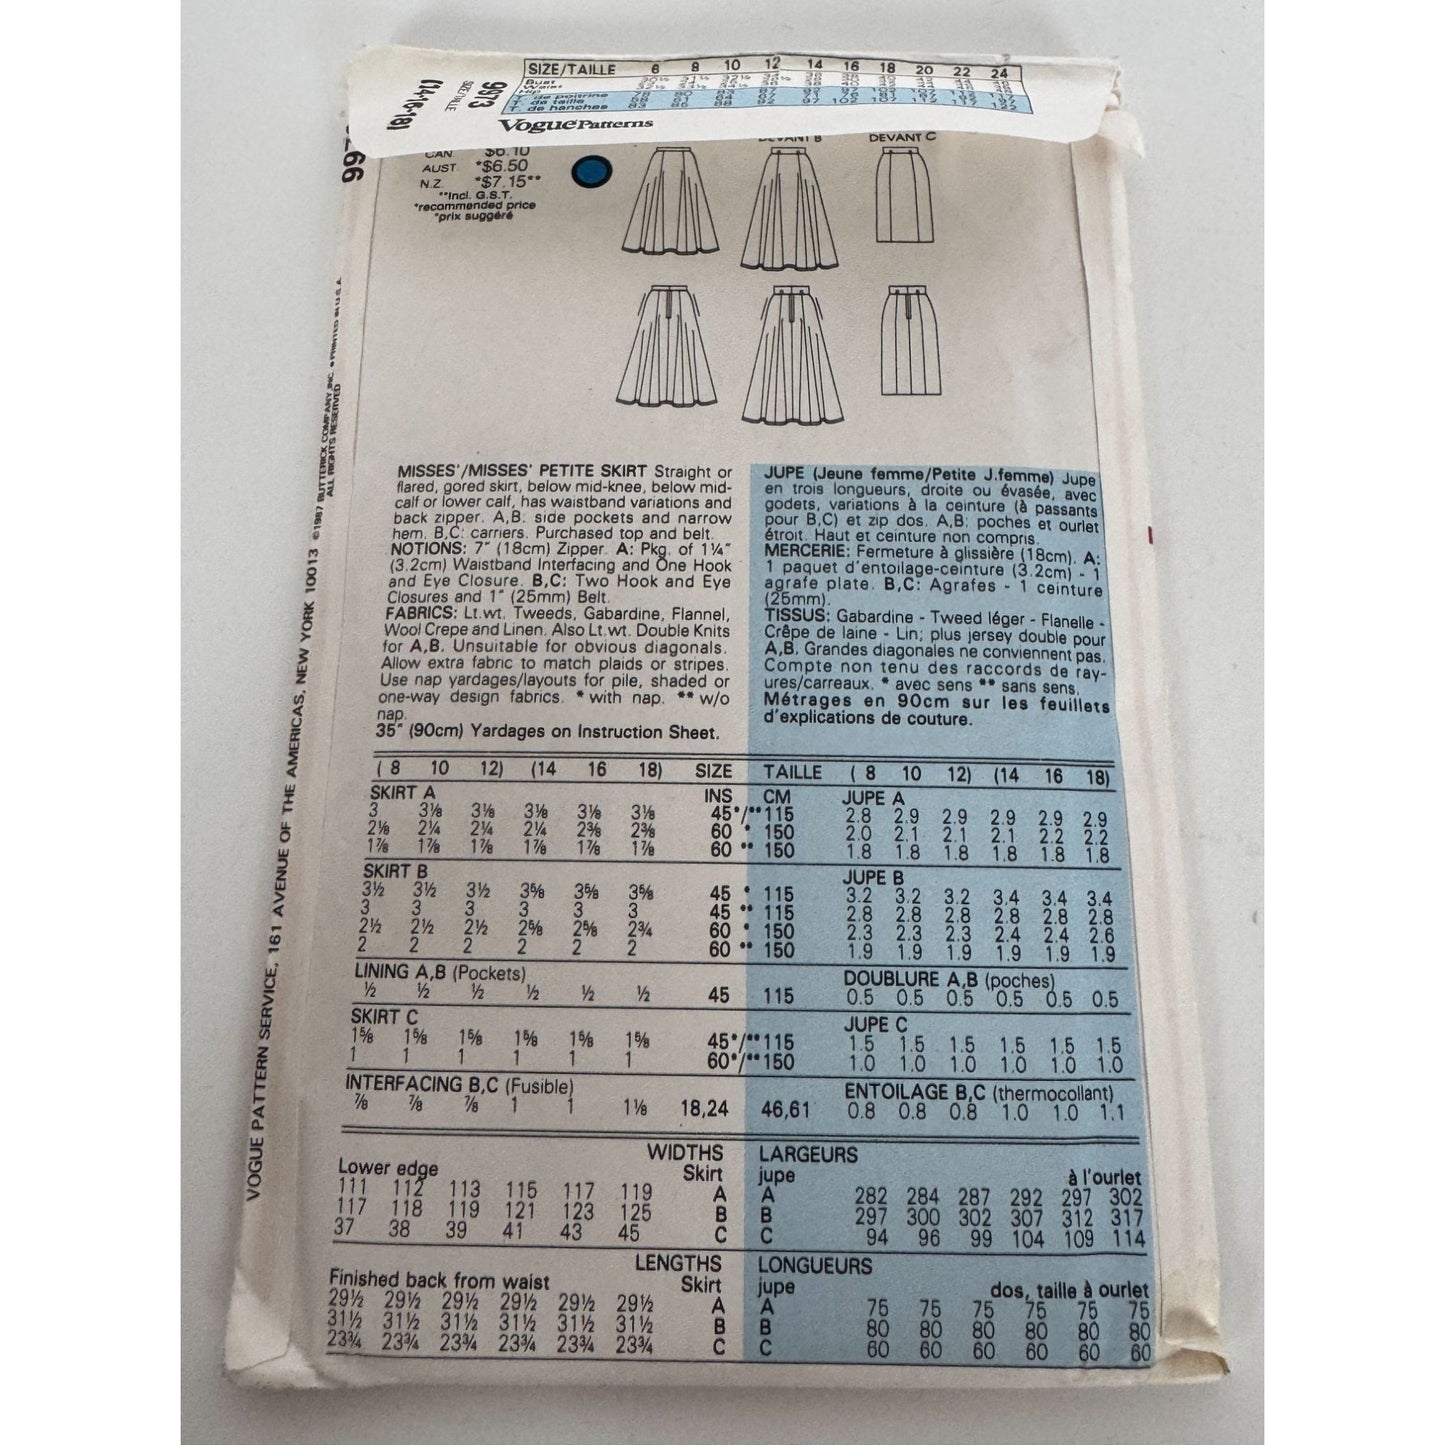 SIZE/TAILLE 6 8 10 12 14 16 18 20 22 24
Bust
Waist
Hip
T. de poitrine
T. de taille
T. de hanches
VoguePatterns
9973
SIZE/TAILLE
(14-16-18)
CAN $6.10
AUST. *$6.50
N.Z. *$7.15**
**Incl. G.S.T.
*recommended price
*prix suggéré
DEVANT B
DEVANT C
©1987 BUTTERICK COMPANY, INC. • PRINTED IN U.S.A.
ALL RIGHTS RESERVED
VOGUE PATTERN SERVICE, 161 AVENUE OF THE AMERICAS, NEW YORK 10013
MISSES'/MISSES' PETITE SKIRT Straight or
flared, gored skirt, below mid-knee, below mid-
calf or lower calf, has waistband variations and
back zipper. A,B: side pockets and narrow
hem. B,C: carriers. Purchased top and belt.
NOTIONS: 7" (18cm) Zipper. A: Pkg. of 1¼"
(3.2cm) Waistband Interfacing and One Hook
and Eye Closure. B,C: Two Hook and Eye
Closures and 1" (25mm) Belt.
FABRICS: Lt.wt. Tweeds, Gabardine, Flannel,
Wool Crepe and Linen. Also Lt.wt. Double Knits
for A,B. Unsuitable for obvious diagonals.
Allow extra fabric to match plaids or stripes.
Use nap yardages/layouts for pile, shaded or
one-way design fabrics. * with nap. ** w/o
nap.
35" (90cm) Yardages on Instruction Sheet.
JUPE (Jeune femme/Petite J.femme) Jupe
en trois longueurs, droite ou évasée, avec
godets, variations à la ceinture (à passants
pour B,C) et zip dos. A,B: poches et ourlet
étroit. Haut et ceinture non compris.
MERCERIE: Fermeture à glissière (18cm). A:
1 paquet d'entoilage-ceinture (3.2cm) - 1
agrafe plate. B,C: Agrafes - 1 ceinture
(25mm).
TISSUS: Gabardine - Tweed léger - Flanelle -
Crêpe de laine - Lin; plus jersey double pour
A,B. Grandes diagonales ne conviennent pas.
Compte non tenu des raccords de ray-
ures/carreaux. * avec sens ** sans sens.
Métrages en 90cm sur les feuillets
d'explications de couture.
( 8 10 12) (14 16 18) SIZE TAILLE ( 8 10 12) (14 16 18)
SKIRT A INS CM JUPE A
3 3⅛ 3⅛ 3⅛ 3⅛ 3⅛ 45*/**115 2.8 2.9 2.9 2.9 2.9 2.9
2⅛ 2¼ 2¼ 2¼ 2⅜ 2⅜ 60 * 150 2.0 2.1 2.1 2.1 2.2 2.2
1⅞ 1⅞ 1⅞ 1⅞ 1⅞ 1⅞ 60 ** 150 1.8 1.8 1.8 1.8 1.8 1.8
SKIRT B JUPE B
3½ 3½ 3½ 3⅝ 3⅝ 3⅝ 45 * 115 3.2 3.2 3.2 3.4 3.4 3.4
3 3 3 3 3 3 45 ** 115 2.8 2.8 2.8 2.8 2.8 2.8
2½ 2½ 2½ 2⅝ 2⅝ 2¾ 60 * 150 2.3 2.3 2.3 2.4 2.4 2.6
2 2 2 2 2 2 60 ** 150 1.9 1.9 1.9 1.9 1.9 1.9
LINING A,B (Pockets) DOUBLURE A,B (poches)
½ ½ ½ ½ ½ ½ 45 115 0.5 0.5 0.5 0.5 0.5 0.5
SKIRT C JUPE C
1⅝ 1⅝ 1⅝ 1⅝ 1⅝ 1⅝ 45*/**115 1.5 1.5 1.5 1.5 1.5 1.5
1 1 1 1 1 1 60*/**150 1.0 1.0 1.0 1.0 1.0 1.0
INTERFACING B,C (Fusible) ENTOILAGE B,C (thermocollant)
⅞ ⅞ ⅞ 1 1 1⅛ 18,24 46,61 0.8 0.8 0.8 1.0 1.0 1.1
WIDTHS LARGEURS
Lower edge Skirt jupe à l'ourlet
111 112 113 115 117 119 A A 282 284 287 292 297 302
117 118 119 121 123 125 B B 297 300 302 307 312 317
37 38 39 41 43 45 C C 94 96 99 104 109 114
LENGTHS LONGUEURS
Finished back from waist Skirt jupe dos, taille à ourlet
29½ 29½ 29½ 29½ 29½ 29½ A A 75 75 75 75 75 75
31½ 31½ 31½ 31½ 31½ 31½ B B 80 80 80 80 80 80
23¾ 23¾ 23¾ 23¾ 23¾ 23¾ C C 60 60 60 60 60 60